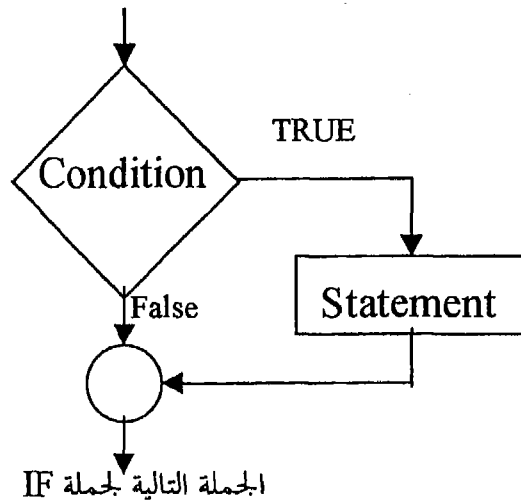 TRUE
Condition
False
Statement
الجملة التالية لجملة IF